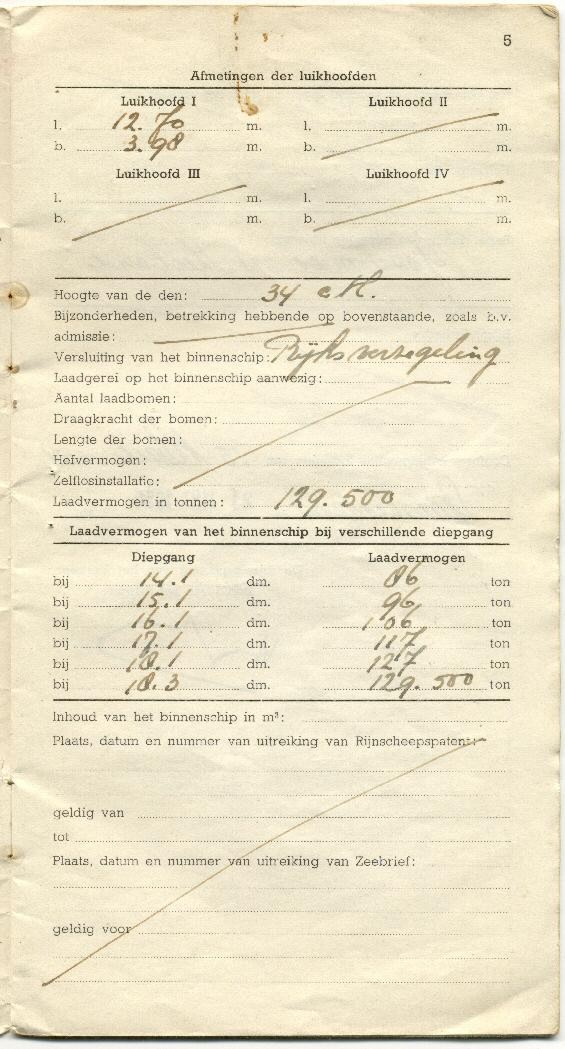 5
Afmetingen der luikhoofden
Luikhoofd I Luikhoofd II
l. 12.70 m. l. m.
b. 3.98 m. b. m.
Luikhoofd III Luikhoofd IV
l. m. l. m.
b. m. b. m.
Hoogte van de den: 34 cM.
Bijzonderheden, betrekking hebbende op bovenstaande, zoals b.v.
admissie:
Versluiting van het binnenschip: Rijksverzegeling
Laadgerei op het binnenschip aanwezig:
Aantal laadbomen:
Draagkracht der bomen:
Lengte der bomen:
Hefvermogen:
Zelflosinstallatie:
Laadvermogen in tonnen: 129.500
Laadvermogen van het binnenschip bij verschillende diepgang
Diepgang Laadvermogen
bij 14.1 dm. 86 ton
bij 15.1 dm. 96 ton
bij 16.1 dm. 106 ton
bij 17.1 dm. 117 ton
bij 18.1 dm. 127 ton
bij 18.3 dm. 129.500 ton
Inhoud van het binnenschip in m³:
Plaats, datum en nummer van uitreiking van Rijnscheepspatent:
geldig van
tot
Plaats, datum en nummer van uitreiking van Zeebrief:
geldig voor